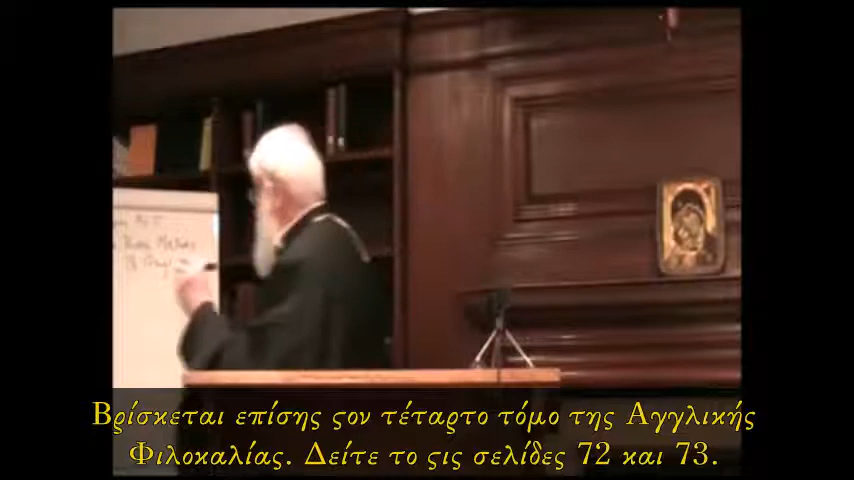 Βρίσκεται επίσης ςον τέταρτο τόμο της Αγγλικής
Φιλοκαλίας. Δείτε το ςις σελίδες 72 και 73.